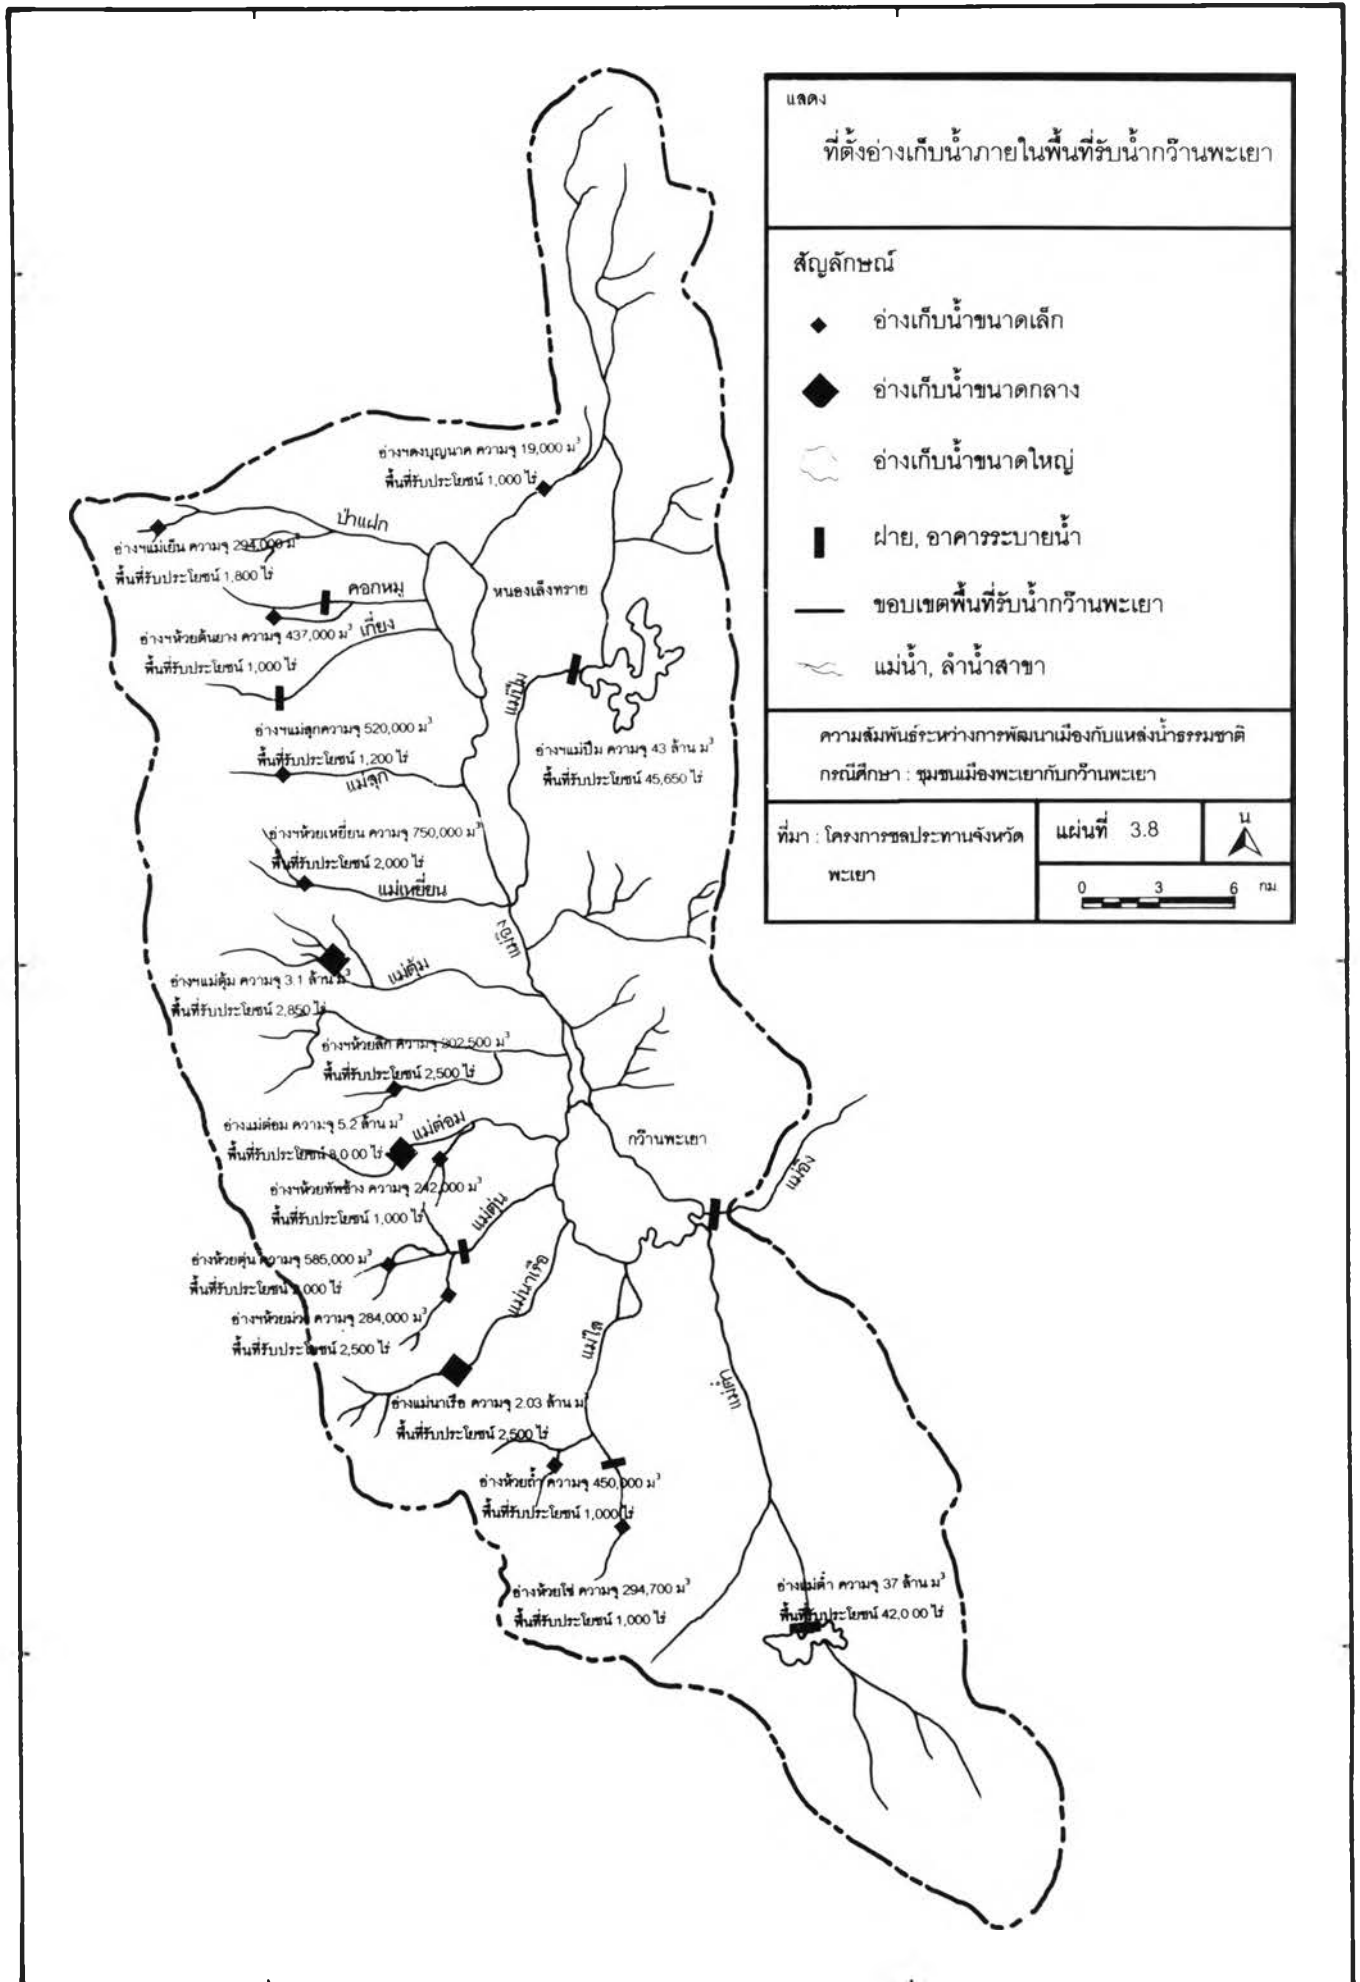 แสดง
ที่ตั้งอ่างเก็บน้ำภายในพื้นที่รับน้ำกว๊านพะเยา
สัญลักษณ์
อ่างเก็บน้ำขนาดเล็ก
อ่างเก็บน้ำขนาดกลาง
อ่างเก็บน้ำขนาดใหญ่
ฝาย, อาคารระบายน้ำ
ขอบเขตพื้นที่รับน้ำกว๊านพะเยา
แม่น้ำ, ลำน้ำสาขา
ความสัมพันธ์ระหว่างการพัฒนาเมืองกับแหล่งน้ำธรรมชาติ
กรณีศึกษา : ชุมชนเมืองพะเยากับกว๊านพะเยา
ที่มา : โครงการชลประทานจังหวัด
พะเยา
แผ่นที่ 3.8
น
0 3 6 กม
อ่างฯดงบุญนาค ความจุ 19,000 ม³
พื้นที่รับประโยชน์ 1,000 ไร่
ป่าแฝก
อ่างฯแม่เย็น ความจุ 294,000 ม³
พื้นที่รับประโยชน์ 1,800 ไร่
คอกหมู
หนองเล็งทราย
อ่างฯห้วยต้นยาง ความจุ 437,000 ม³
เกี่ยง
พื้นที่รับประโยชน์ 1,000 ไร่
แม่ปืม
อ่างฯแม่สุกความจุ 520,000 ม³
พื้นที่รับประโยชน์ 1,200 ไร่
แม่สุก
อ่างฯแม่ปืม ความจุ 43 ล้าน ม³
พื้นที่รับประโยชน์ 45,650 ไร่
อ่างฯห้วยเหยี่ยน ความจุ 750,000 ม³
พื้นที่รับประโยชน์ 2,000 ไร่
แม่เหยี่ยน
แม่อิง
แม่ตุ้ม
อ่างฯแม่ตุ้ม ความจุ 3.1 ล้าน ม³
พื้นที่รับประโยชน์ 2,850 ไร่
อ่างฯห้วยลึก ความจุ 302,500 ม³
พื้นที่รับประโยชน์ 2,500 ไร่
อ่างแม่ต๋อม ความจุ 5.2 ล้าน ม³
แม่ต๋อม
พื้นที่รับประโยชน์ 8,0 00 ไร่
กว๊านพะเยา
อ่างฯห้วยทัพช้าง ความจุ 242,000 ม³
พื้นที่รับประโยชน์ 1,000 ไร่
แม่ตุ่น
แม่อิง
อ่างห้วยตุ่น ความจุ 585,000 ม³
พื้นที่รับประโยชน์ 2,000 ไร่
แม่นาเรือ
อ่างฯห้วยม่วง ความจุ 284,000 ม³
พื้นที่รับประโยชน์ 2,500 ไร่
แม่ใส
แม่ต๋ำ
อ่างแม่นาเรือ ความจุ 2.03 ล้าน ม³
พื้นที่รับประโยชน์ 2,500 ไร่
อ่างห้วยถ้ำ ความจุ 450,000 ม³
พื้นที่รับประโยชน์ 1,000 ไร่
อ่างห้วยโซ่ ความจุ 294,700 ม³
พื้นที่รับประโยชน์ 1,000 ไร่
อ่างแม่ต๋ำ ความจุ 37 ล้าน ม³
พื้นที่รับประโยชน์ 42,0 00 ไร่